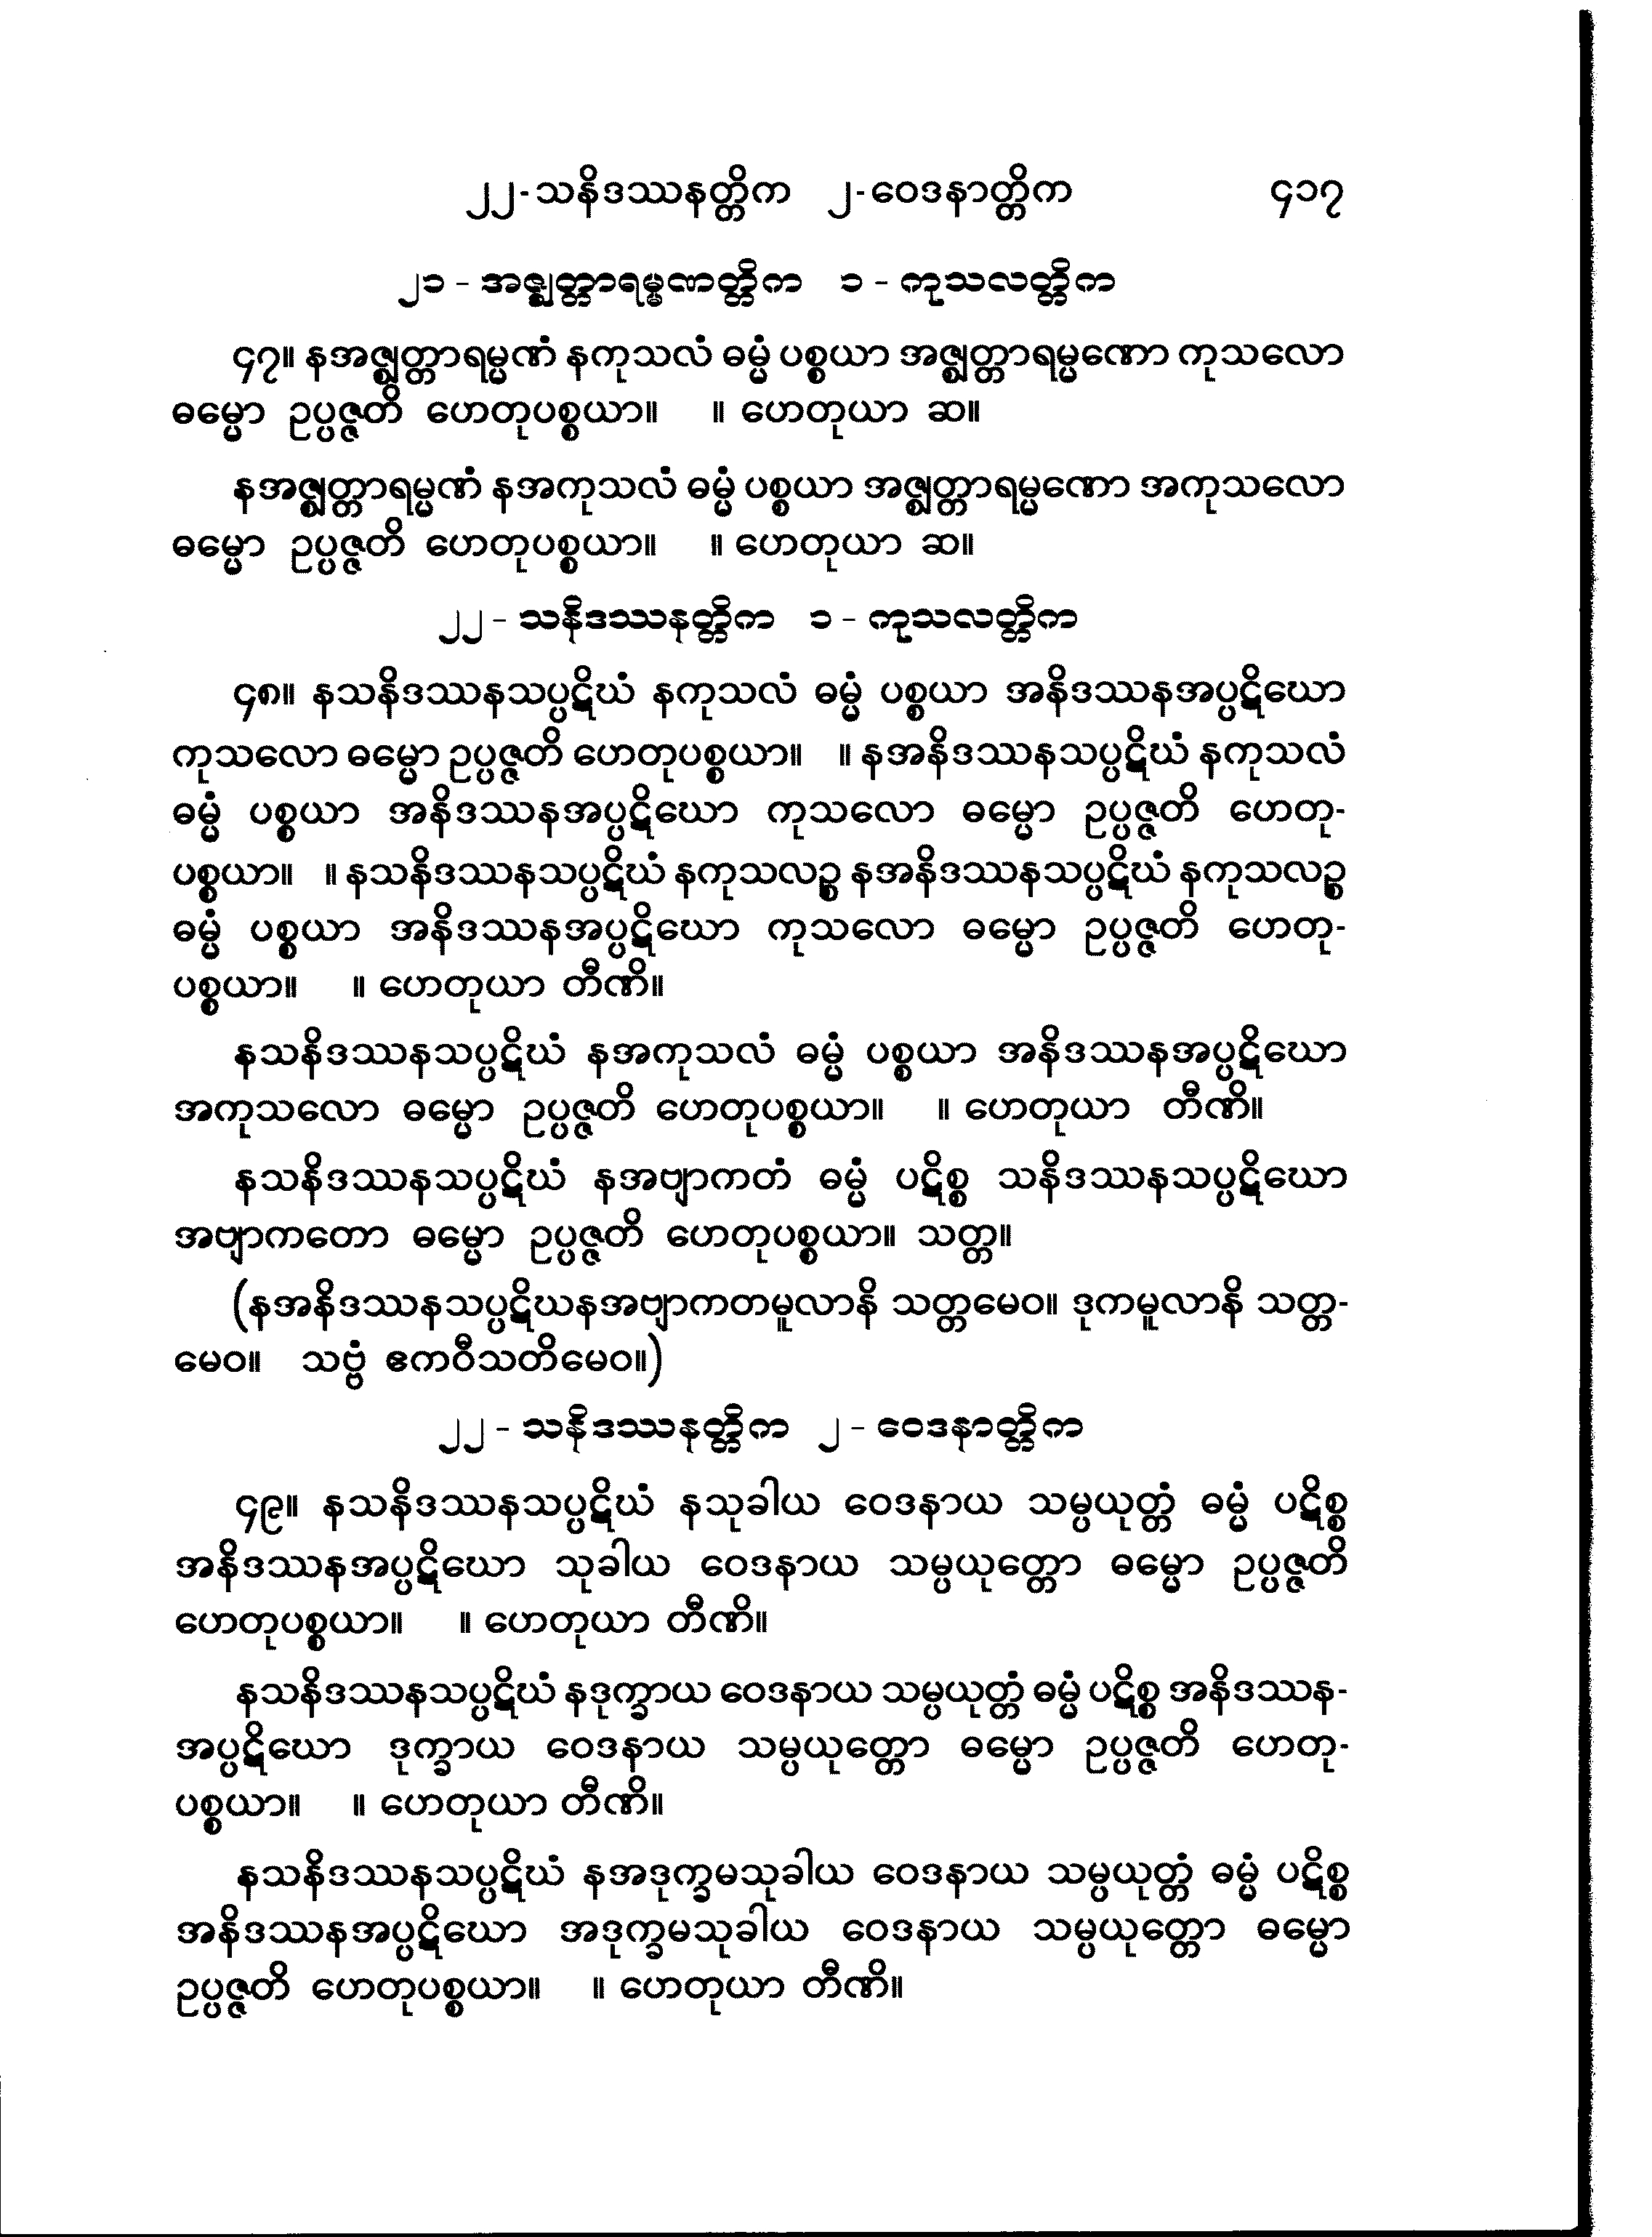 ၂၂-သနိဒဿနတ္တိက ၂-ဝေဒနာတ္တိက ၄၁၇
၂၁ - အဇ္ဈတ္တာရမ္မဏတ္တိက ၁ - ကုသလတ္တိက
၄၇။ နအဇ္ဈတ္တာရမ္မဏံ နကုသလံ ဓမ္မံ ပစ္စယာ အဇ္ဈတ္တာရမ္မဏော ကုသလော
ဓမ္မော ဥပ္ပဇ္ဇတိ ဟေတုပစ္စယာ။ ။ ဟေတုယာ ဆ။
နအဇ္ဈတ္တာရမ္မဏံ နအကုသလံ ဓမ္မံ ပစ္စယာ အဇ္ဈတ္တာရမ္မဏော အကုသလော
ဓမ္မော ဥပ္ပဇ္ဇတိ ဟေတုပစ္စယာ။ ။ ဟေတုယာ ဆ။
၂၂ - သနိဒဿနတ္တိက ၁ - ကုသလတ္တိက
၄၈။ နသနိဒဿနသပ္ပဋိဃံ နကုသလံ ဓမ္မံ ပစ္စယာ အနိဒဿနအပ္ပဋိဃော
ကုသလော ဓမ္မော ဥပ္ပဇ္ဇတိ ဟေတုပစ္စယာ။ ။ နအနိဒဿနသပ္ပဋိဃံ နကုသလံ
ဓမ္မံ ပစ္စယာ အနိဒဿနအပ္ပဋိဃော ကုသလော ဓမ္မော ဥပ္ပဇ္ဇတိ ဟေတု-
ပစ္စယာ။ ။ နသနိဒဿနသပ္ပဋိဃံ နကုသလဉ္စ နအနိဒဿနသပ္ပဋိဃံ နကုသလဉ္စ
ဓမ္မံ ပစ္စယာ အနိဒဿနအပ္ပဋိဃော ကုသလော ဓမ္မော ဥပ္ပဇ္ဇတိ ဟေတု-
ပစ္စယာ။ ။ ဟေတုယာ တီဏိ။
နသနိဒဿနသပ္ပဋိဃံ နအကုသလံ ဓမ္မံ ပစ္စယာ အနိဒဿနအပ္ပဋိဃော
အကုသလော ဓမ္မော ဥပ္ပဇ္ဇတိ ဟေတုပစ္စယာ။ ။ ဟေတုယာ တီဏိ။
နသနိဒဿနသပ္ပဋိဃံ နအဗျာကတံ ဓမ္မံ ပဋိစ္စ သနိဒဿနသပ္ပဋိဃော
အဗျာကတော ဓမ္မော ဥပ္ပဇ္ဇတိ ဟေတုပစ္စယာ။ သတ္တ။
(နအနိဒဿနသပ္ပဋိဃနအဗျာကတမူလာနိ သတ္တမေဝ။ ဒုကမူလာနိ သတ္တ-
မေဝ။ သဗ္ဗံ ဧကဝီသတိမေဝ။)
၂၂ - သနိဒဿနတ္တိက ၂ - ဝေဒနာတ္တိက
၄၉။ နသနိဒဿနသပ္ပဋိဃံ နသုခါယ ဝေဒနာယ သမ္ပယုတ္တံ ဓမ္မံ ပဋိစ္စ
အနိဒဿနအပ္ပဋိဃော သုခါယ ဝေဒနာယ သမ္ပယုတ္တော ဓမ္မော ဥပ္ပဇ္ဇတိ
ဟေတုပစ္စယာ။ ။ ဟေတုယာ တီဏိ။
နသနိဒဿနသပ္ပဋိဃံ နဒုက္ခာယ ဝေဒနာယ သမ္ပယုတ္တံ ဓမ္မံ ပဋိစ္စ အနိဒဿန-
အပ္ပဋိဃော ဒုက္ခာယ ဝေဒနာယ သမ္ပယုတ္တော ဓမ္မော ဥပ္ပဇ္ဇတိ ဟေတု-
ပစ္စယာ။ ။ ဟေတုယာ တီဏိ။
နသနိဒဿနသပ္ပဋိဃံ နအဒုက္ခမသုခါယ ဝေဒနာယ သမ္ပယုတ္တံ ဓမ္မံ ပဋိစ္စ
အနိဒဿနအပ္ပဋိဃော အဒုက္ခမသုခါယ ဝေဒနာယ သမ္ပယုတ္တော ဓမ္မော
ဥပ္ပဇ္ဇတိ ဟေတုပစ္စယာ။ ။ ဟေတုယာ တီဏိ။